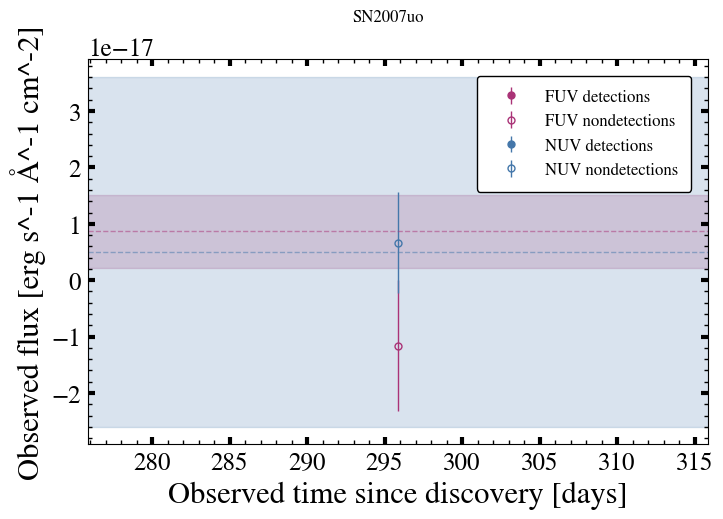 SN2007uo
1e−17
Observed flux [erg s^-1 Å^-1 cm^-2]
3
2
1
0
−1
−2
FUV detections
FUV nondetections
NUV detections
NUV nondetections
280 285 290 295 300 305 310 315
Observed time since discovery [days]